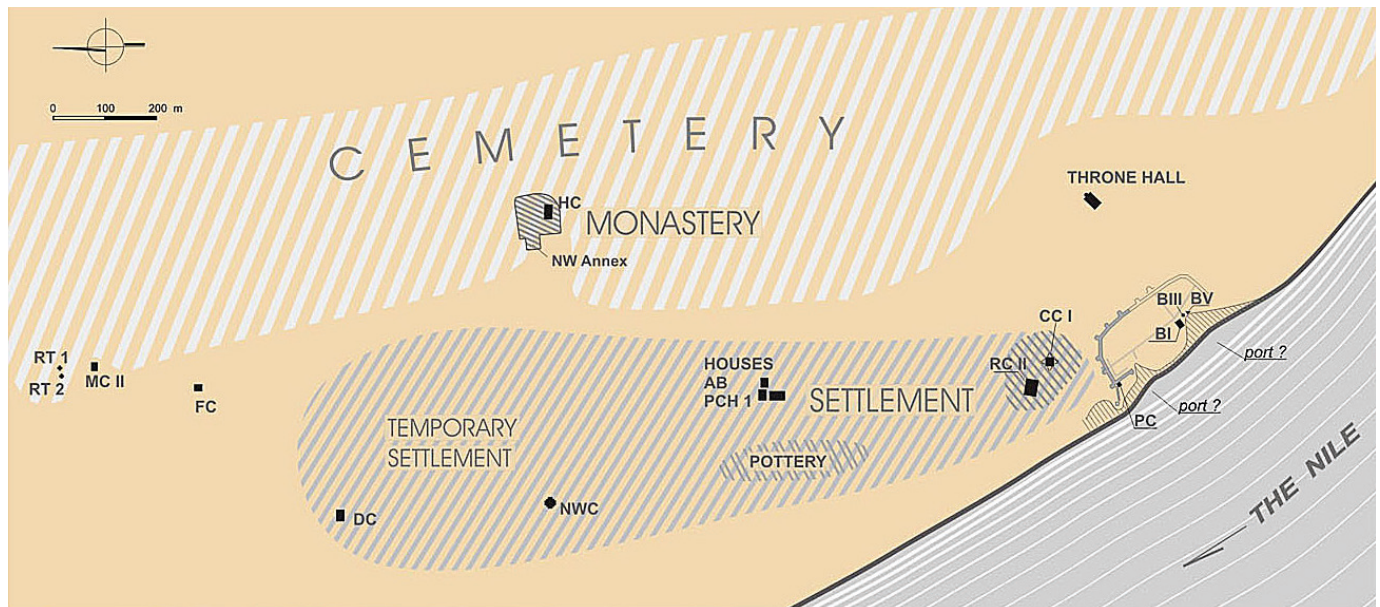 0 100 200 m
CEMETERY
THRONE HALL
HC
MONASTERY
NW Annex
BIII BV
CC I
BI
port ?
RT 1
RT 2
MC II
FC
HOUSES
AB
PCH 1
RC II
SETTLEMENT
port ?
PC
TEMPORARY
SETTLEMENT
POTTERY
THE NILE
DC
NWC